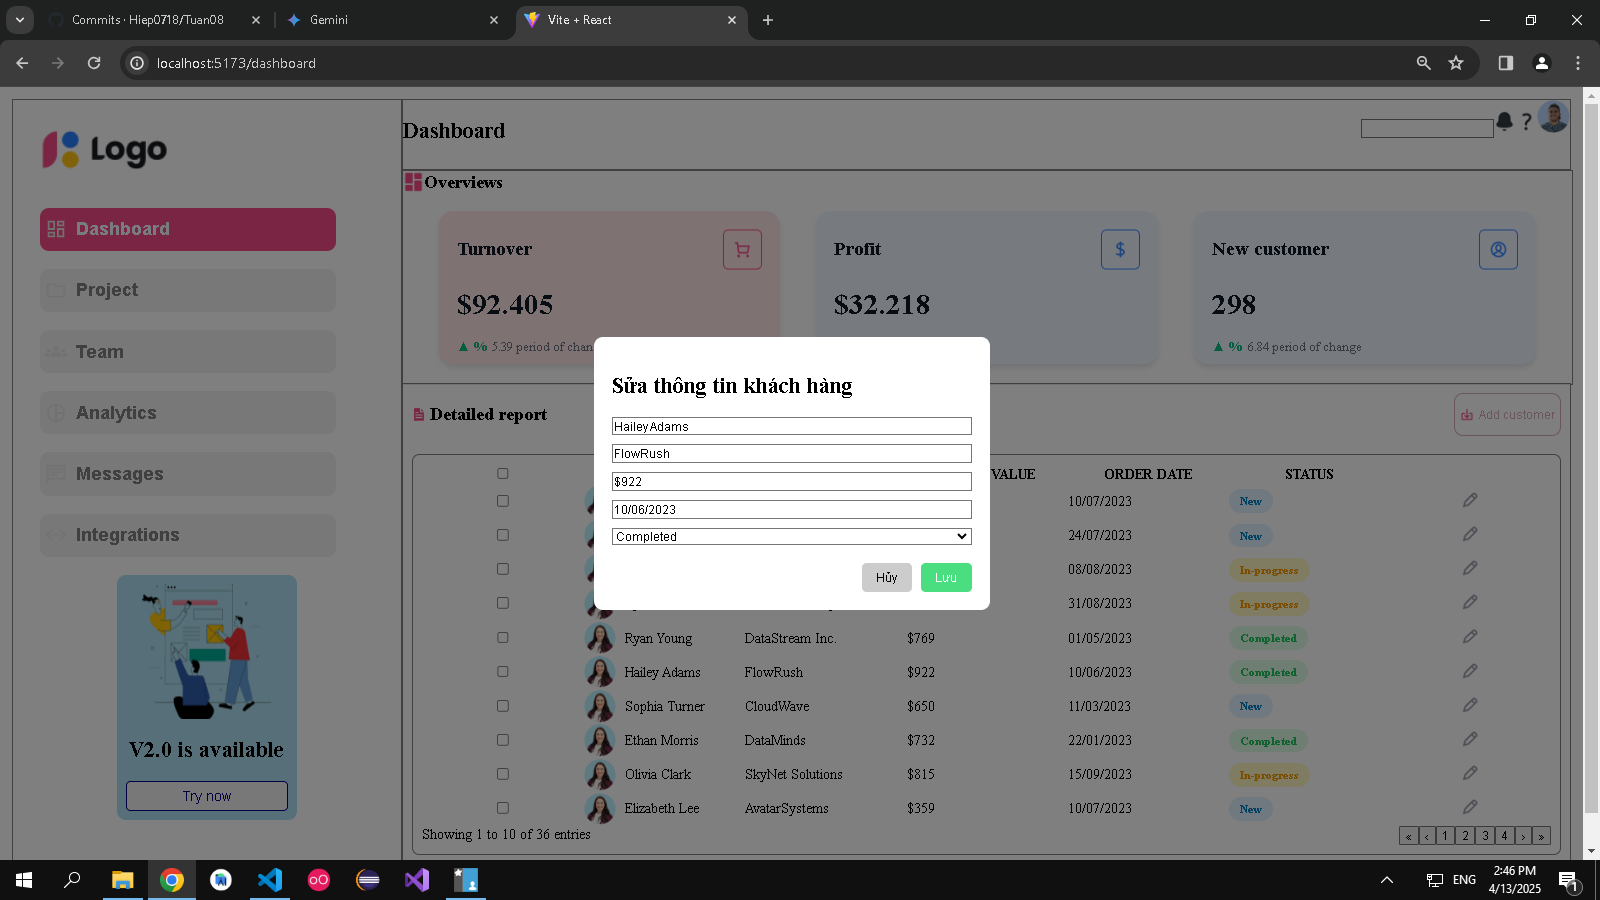 Commits · Hiep0718/Tuan08
Gemini
Vite + React
localhost:5173/dashboard
Logo
Dashboard
Project
Team
Analytics
Messages
Integrations
V2.0 is available
Try now
Dashboard
?
Overviews
Turnover
$92.405
▲ % 5.39 period of chan
Profit
$
$32.218
New customer
298
▲ % 6.84 period of change
Detailed report
Add customer
VALUE ORDER DATE STATUS
10/07/2023 New
24/07/2023 New
08/08/2023 In-progress
31/08/2023 In-progress
Ryan Young DataStream Inc. $769 01/05/2023 Completed
Hailey Adams FlowRush $922 10/06/2023 Completed
Sophia Turner CloudWave $650 11/03/2023 New
Ethan Morris DataMinds $732 22/01/2023 Completed
Olivia Clark SkyNet Solutions $815 15/09/2023 In-progress
Elizabeth Lee AvatarSystems $359 10/07/2023 New
Showing 1 to 10 of 36 entries
« ‹ 1 2 3 4 › »
Sửa thông tin khách hàng
HaileyAdams
FlowRush
$922
10/06/2023
Completed
Hủy Lưu
ENG
2:46 PM
4/13/2025
1